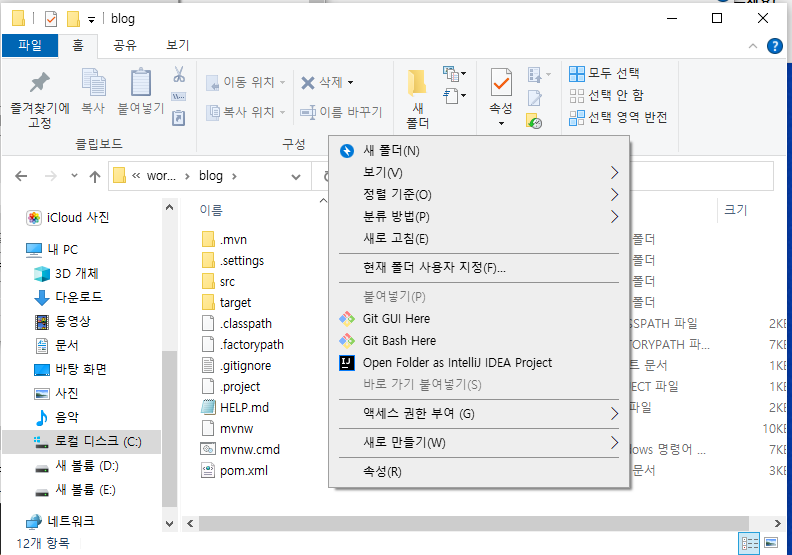 blog
파일
홈
공유
보기
즐겨찾기에
고정
복사
붙여넣기
이동 위치
복사 위치
삭제
이름 바꾸기
새
폴더
속성
모두 선택
선택 안 함
선택 영역 반전
클립보드
구성
« wor... > blog >
iCloud 사진
내 PC
3D 개체
다운로드
동영상
문서
바탕 화면
사진
음악
로컬 디스크 (C:)
새 볼륨 (D:)
새 볼륨 (E:)
네트워크
이름
크기
.mvn
.settings
src
target
.classpath
.factorypath
.gitignore
.project
HELP.md
mvnw
mvnw.cmd
pom.xml
새 폴더(N)
보기(V)
정렬 기준(O)
분류 방법(P)
새로 고침(E)
현재 폴더 사용자 지정(F)...
붙여넣기(P)
Git GUI Here
Git Bash Here
Open Folder as IntelliJ IDEA Project
바로 가기 붙여넣기(S)
액세스 권한 부여 (G)
새로 만들기(W)
속성(R)
폴더
폴더
폴더
폴더
SSPATH 파일 2K
TORYPATH 파... 7K
트 문서 1K
ECT 파일 2K
파일 2K
10K
dows 명령어 ... 7K
문서 3K
12개 항목